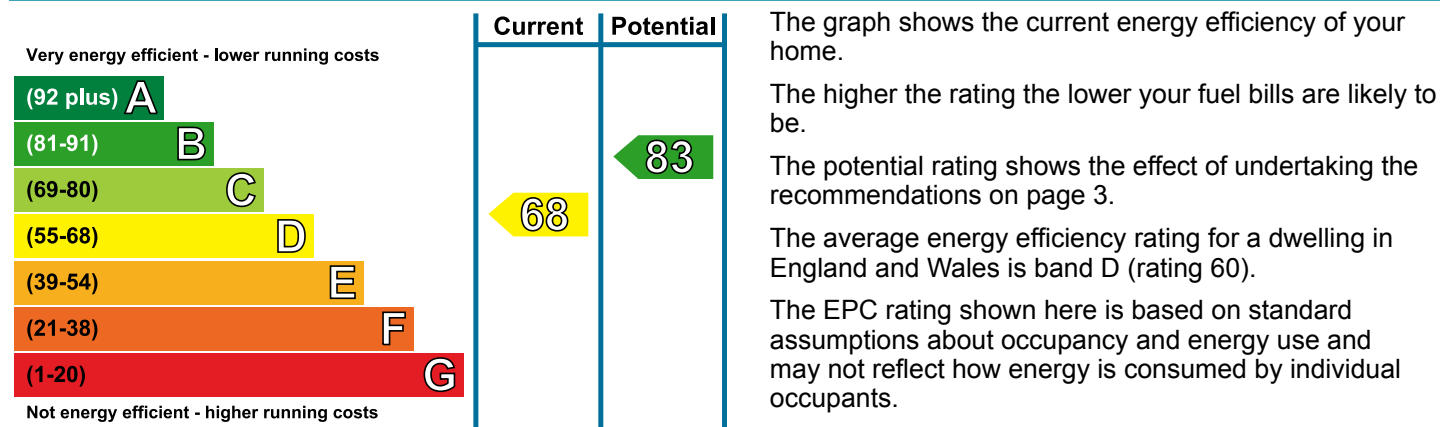 Current Potential
Very energy efficient - lower running costs
(92 plus) A
(81-91) B
83
(69-80) C
68
(55-68) D
(39-54) E
(21-38) F
(1-20) G
Not energy efficient - higher running costs
The graph shows the current energy efficiency of your
home.
The higher the rating the lower your fuel bills are likely to
be.
The potential rating shows the effect of undertaking the
recommendations on page 3.
The average energy efficiency rating for a dwelling in
England and Wales is band D (rating 60).
The EPC rating shown here is based on standard
assumptions about occupancy and energy use and
may not reflect how energy is consumed by individual
occupants.